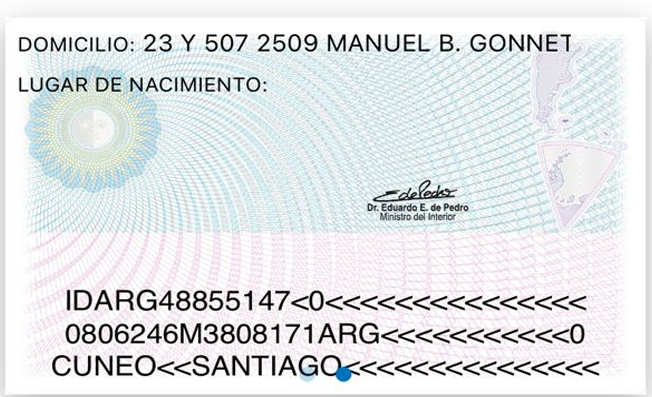 DOMICILIO: 23 Y 507 2509 MANUEL B. GONNET
LUGAR DE NACIMIENTO:
EdePedro
Dr. Eduardo E. de Pedro
Ministro del Interior
IDARG48855147<0<<<<<<<<<<<<<<<
0806246M3808171ARG<<<<<<<<<<<0
CUNEO<<SANTIAGO<<<<<<<<<<<<<<<